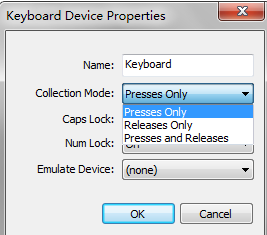 Keyboard Device Properties
Name: Keyboard
Collection Mode: Presses Only
Presses Only
Caps Lock:
Releases Only
Presses and Releases
Num Lock:
Emulate Device: (none)
OK Cancel